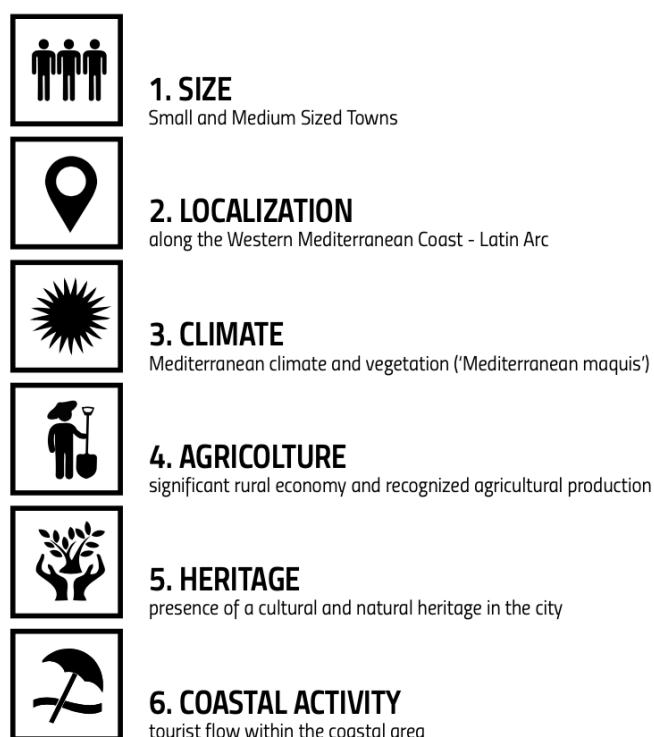 1. SIZE
Small and Medium Sized Towns
2. LOCALIZATION
along the Western Mediterranean Coast - Latin Arc
3. CLIMATE
Mediterranean climate and vegetation (‘Mediterranean maquis’)
4. AGRICOLTURE
significant rural economy and recognized agricultural production
5. HERITAGE
presence of a cultural and natural heritage in the city
6. COASTAL ACTIVITY
tourist flow within the coastal area